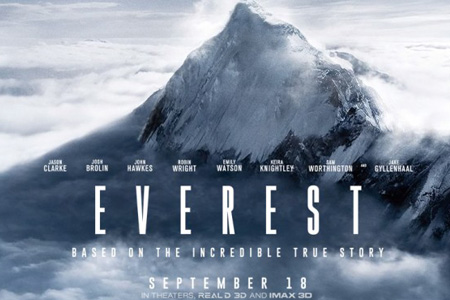 JASON CLARKE JOSH BROLIN JOHN HAWKES ROBIN WRIGHT EMILY WATSON KEIRA KNIGHTLEY SAM WORTHINGTON AND JAKE GYLLENHAAL
EVEREST
BASED ON THE INCREDIBLE TRUE STORY
SEPTEMBER 18
IN THEATERS, REAL D 3D AND IMAX 3D